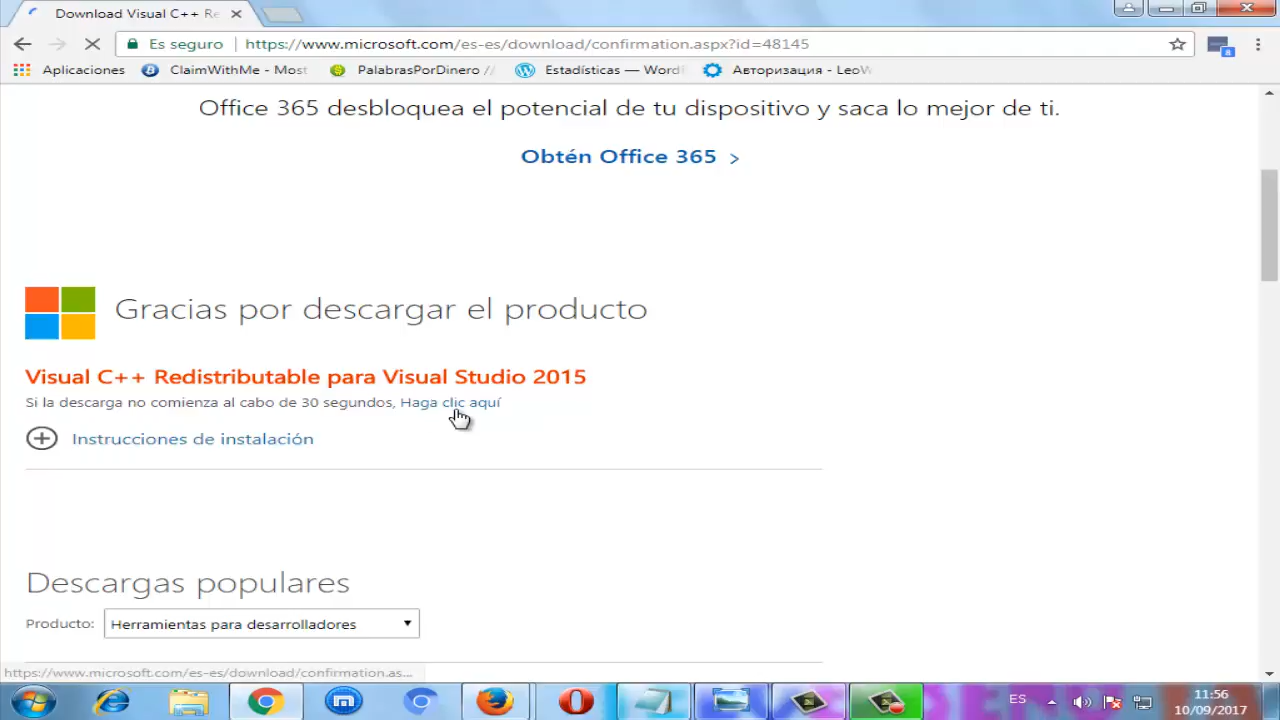 Download Visual C++ Re
Es seguro
https://www.microsoft.com/es-es/download/confirmation.aspx?id=48145
8
Aplicaciones
ClaimWithMe - Most
PalabrasPorDinero //
Estadísticas — Word
Авторизация - LeoW
Office 365 desbloquea el potencial de tu dispositivo y saca lo mejor de ti.
Obtén Office 365 >
Gracias por descargar el producto
Visual C++ Redistributable para Visual Studio 2015
Si la descarga no comienza al cabo de 30 segundos, Haga clic aquí
Instrucciones de instalación
Descargas populares
Producto:
Herramientas para desarrolladores
https://www.microsoft.com/es-es/download/confirmation.as...
ES
11:56
10/09/2017